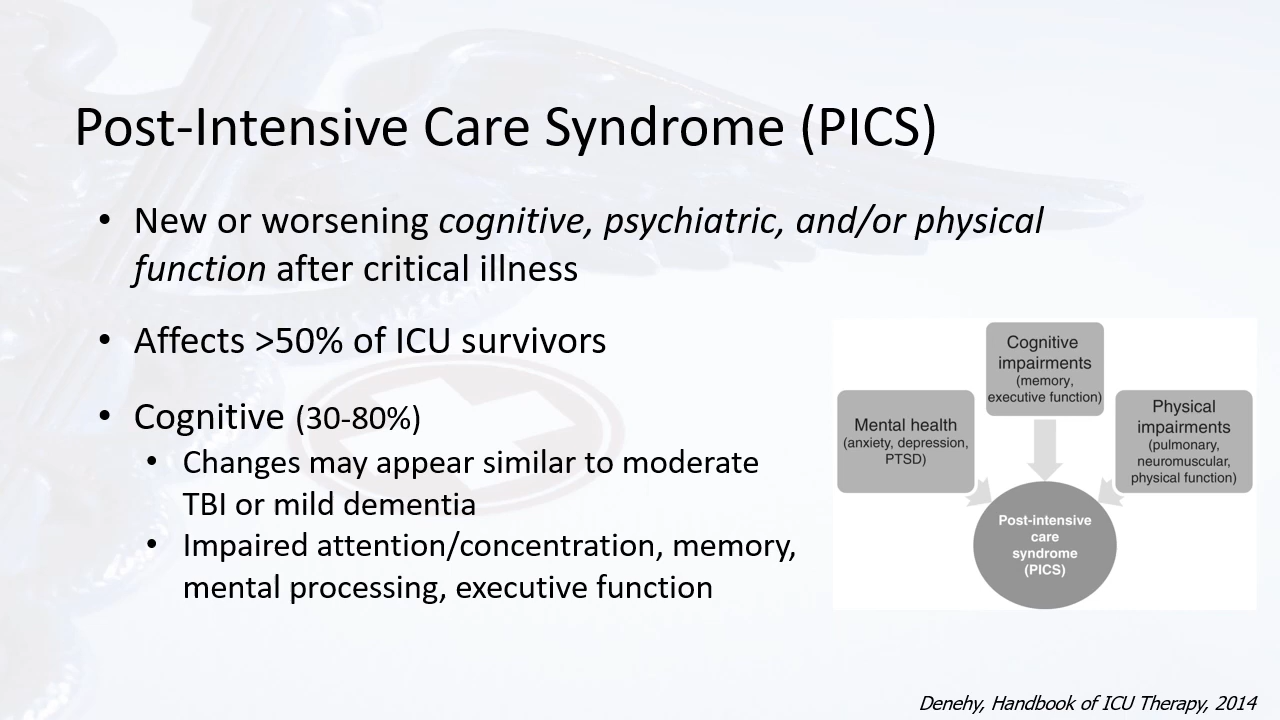 Post-Intensive Care Syndrome (PICS)
• New or worsening cognitive, psychiatric, and/or physical
function after critical illness
• Affects >50% of ICU survivors
• Cognitive (30-80%)
• Changes may appear similar to moderate
TBI or mild dementia
• Impaired attention/concentration, memory,
mental processing, executive function
Cognitive
impairments
(memory,
executive function)
Mental health
(anxiety, depression,
PTSD)
Physical
impairments
(pulmonary,
neuromuscular,
physical function)
Post-intensive
care
syndrome
(PICS)
Denehy, Handbook of ICU Therapy, 2014